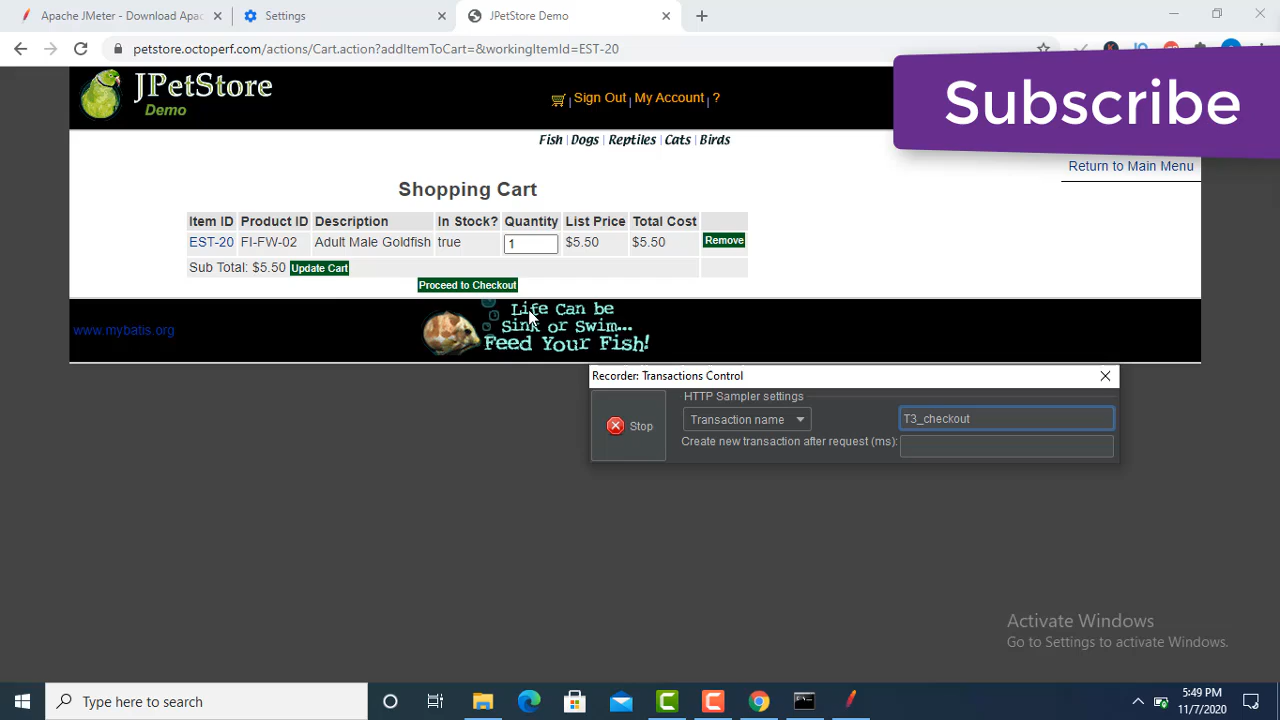 Apache JMeter - Download Apac
Settings
JPetStore Demo
petstore.octoperf.com/actions/Cart.action?addItemToCart=&workingItemId=EST-20
JPetStore
Demo
Sign Out | My Account | ?
Subscribe
Fish | Dogs | Reptiles | Cats | Birds
Return to Main Menu
Shopping Cart
Item ID Product ID Description In Stock? Quantity List Price Total Cost
EST-20 FI-FW-02 Adult Male Goldfish true 1 $5.50 $5.50 Remove
Sub Total: $5.50 Update Cart
Proceed to Checkout
www.mybatis.org
Life Can be
Sink or Swim...
Feed Your Fish!
Recorder: Transactions Control
HTTP Sampler settings
Stop
Transaction name
T3_checkout
Create new transaction after request (ms):
Activate Windows
Go to Settings to activate Windows.
Type here to search
5:49 PM
11/7/2020